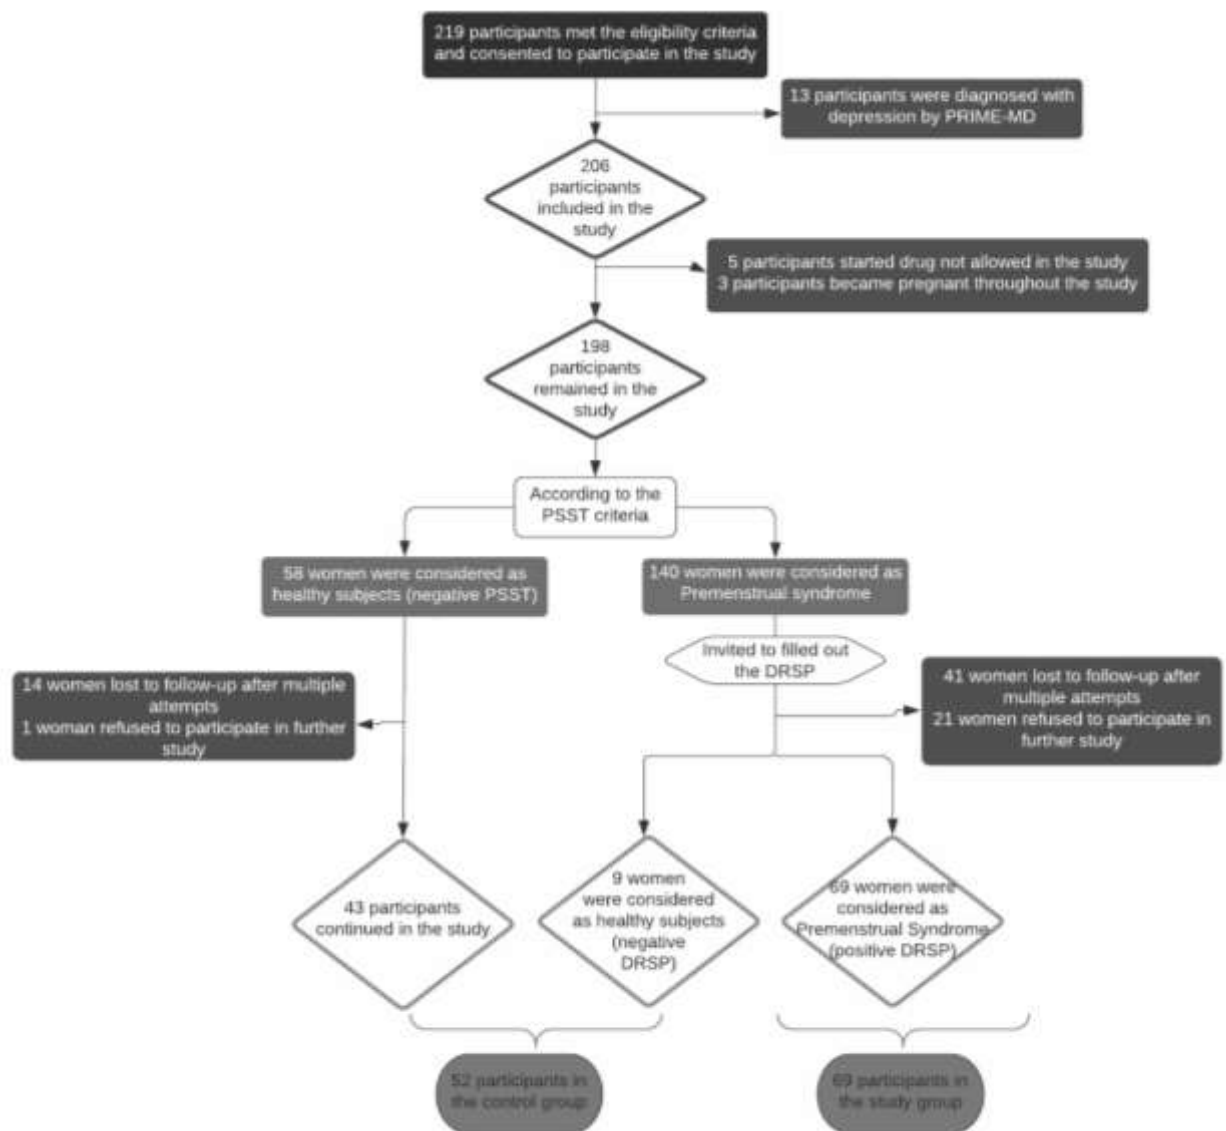 219 participants met the eligibility criteria
and consented to participate in the study
13 participants were diagnosed with
depression by PRIME-MD
206
participants
included in the
study
5 participants started drug not allowed in the study
3 participants became pregnant throughout the study
198
participants
remained in the
study
According to the
PSST criteria
58 women were considered as
healthy subjects (negative PSST)
140 women were considered as
Premenstrual syndrome
Invited to filled out
the DRSP
14 women lost to follow-up after multiple
attempts
1 woman refused to participate in further
study
41 women lost to follow-up after
multiple attempts
21 women refused to participate in
further study
43 participants
continued in the study
9 women
were considered
as healthy subjects
(negative
DRSP)
69 women were
considered as
Premenstrual Syndrome
(positive DRSP)
52 participants in
the control group
69 participants in
the study group